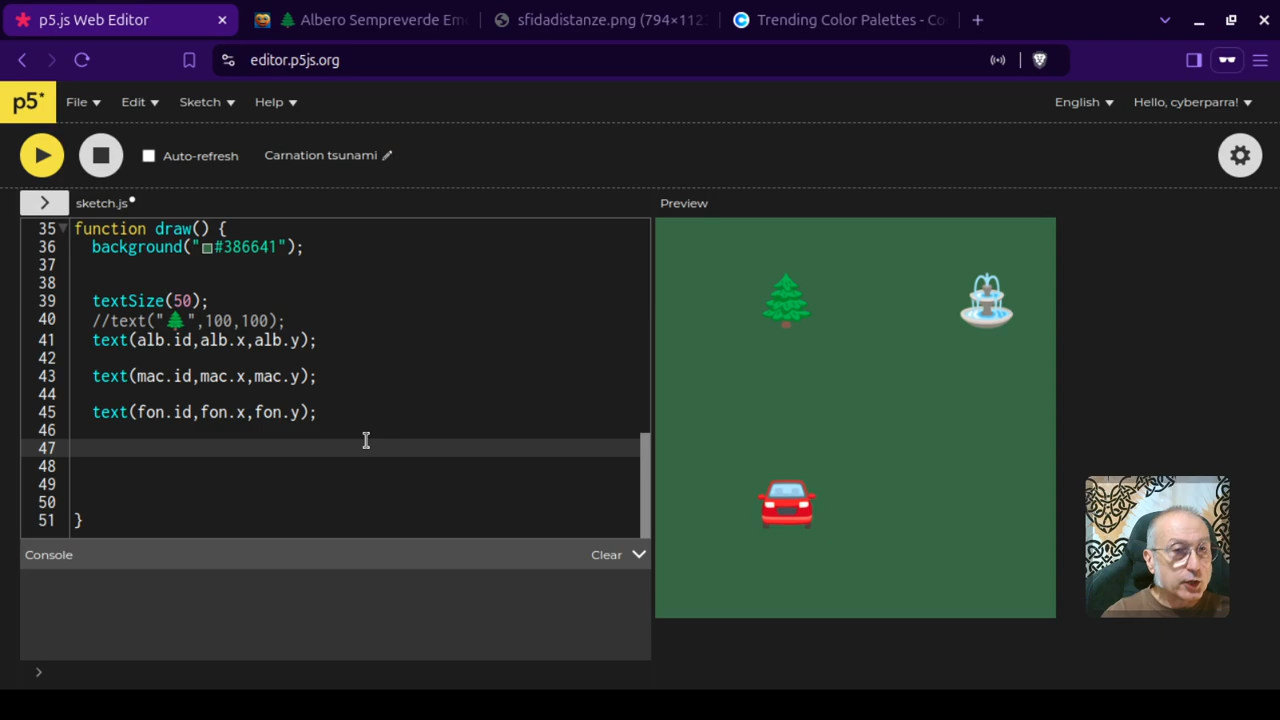 p5.js Web Editor
Albero Sempreverde Em
sfidadistanze.png (794×112
Trending Color Palettes - Co
editor.p5js.org
p5*
File
Edit
Sketch
Help
English
Hello, cyberparra!
Auto-refresh
Carnation tsunami
sketch.js
Preview
35 function draw() {
36 background("#386641");
37
38
39 textSize(50);
40 //text("🌲",100,100);
41 text(alb.id,alb.x,alb.y);
42
43 text(mac.id,mac.x,mac.y);
44
45 text(fon.id,fon.x,fon.y);
46
47
48
49
50
51 }
Console
Clear